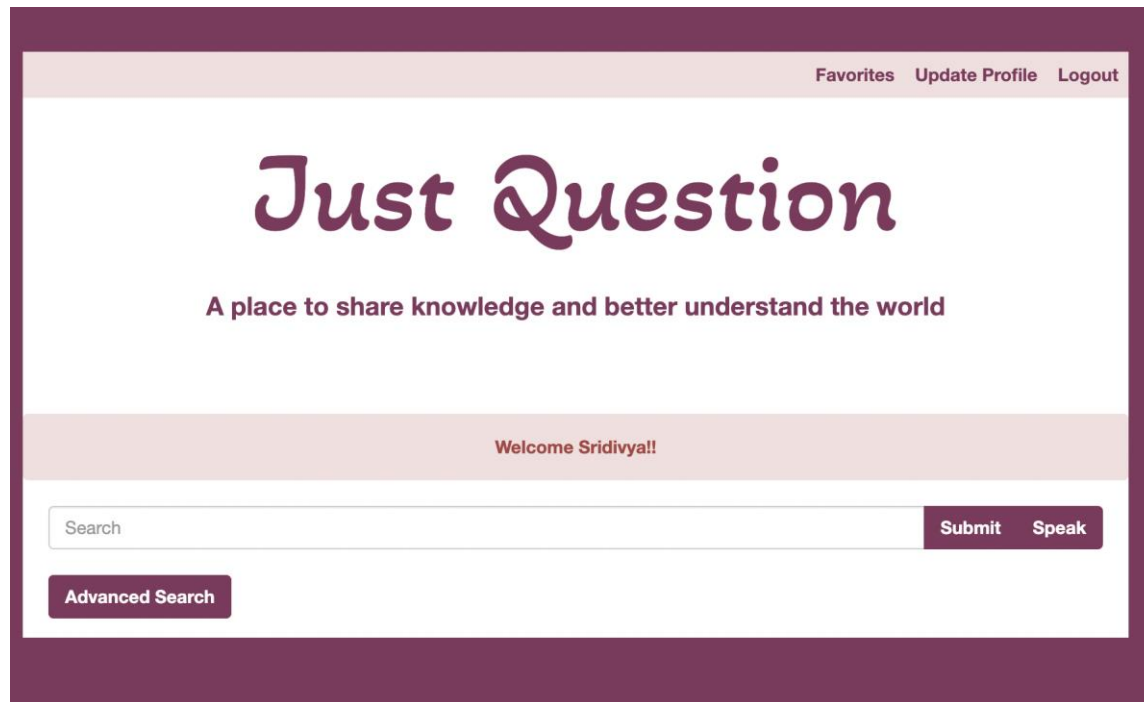 Favorites Update Profile Logout
Just Question
A place to share knowledge and better understand the world
Welcome Sridivya!!
Search Submit Speak
Advanced Search